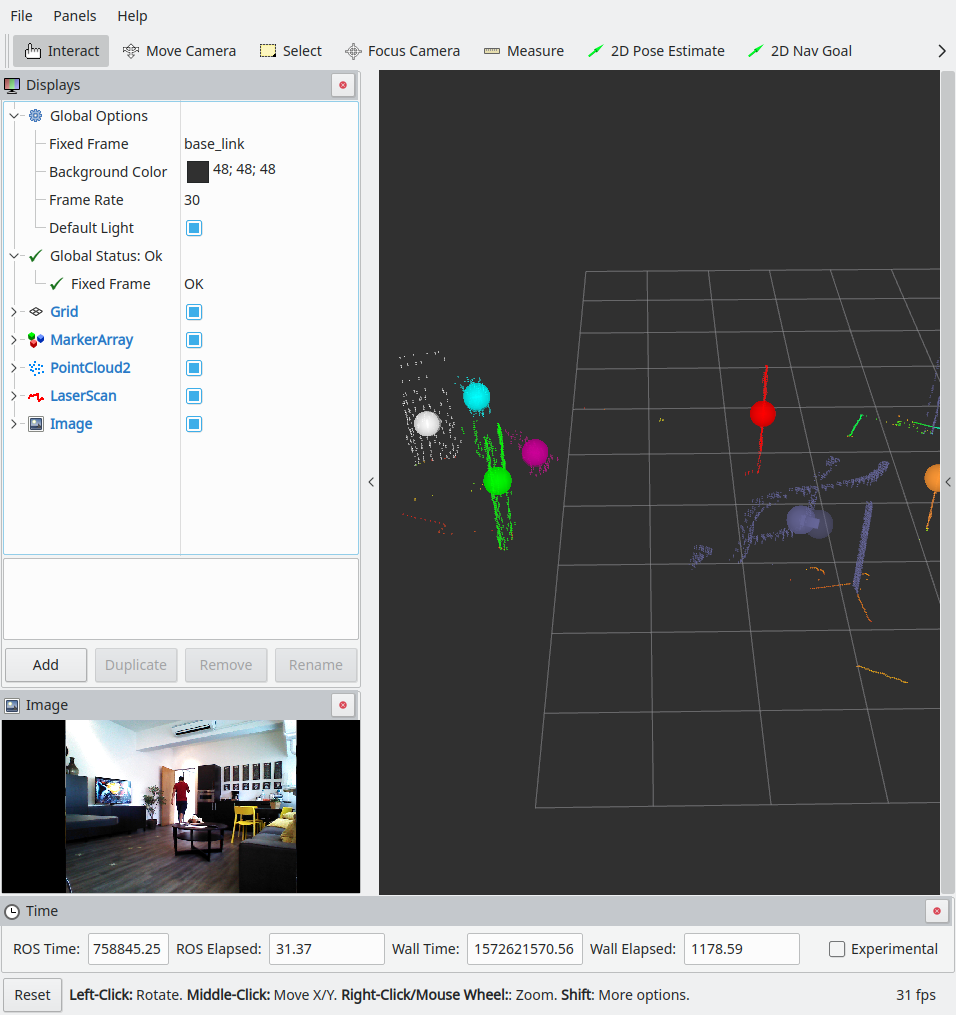 File Panels Help
Interact Move Camera Select Focus Camera Measure 2D Pose Estimate 2D Nav Goal
Displays
Global Options
Fixed Frame base_link
Background Color 48; 48; 48
Frame Rate 30
Default Light
Global Status: Ok
Fixed Frame OK
Grid
MarkerArray
PointCloud2
LaserScan
Image
Add Duplicate Remove Rename
Image
Time
ROS Time: 758845.25 ROS Elapsed: 31.37 Wall Time: 1572621570.56 Wall Elapsed: 1178.59 Experimental
Reset Left-Click: Rotate. Middle-Click: Move X/Y. Right-Click/Mouse Wheel:: Zoom. Shift: More options. 31 fps